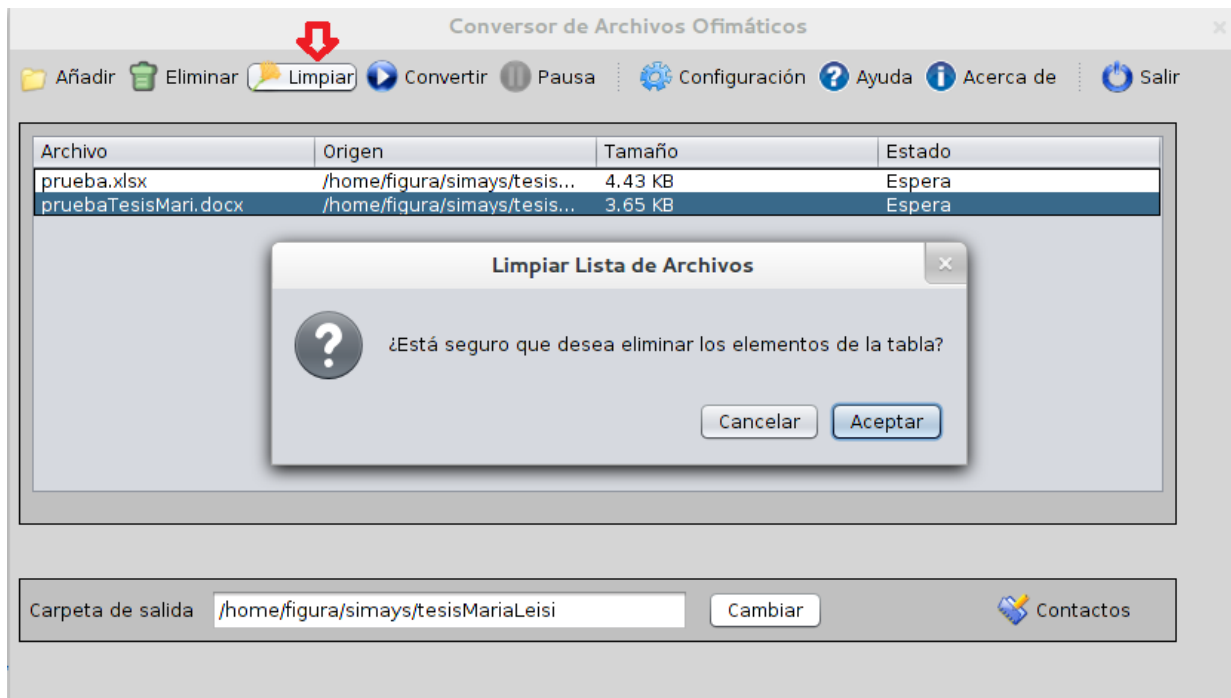 Conversor de Archivos Ofimáticos
Añadir Eliminar Limpiar Convertir Pausa Configuración Ayuda Acerca de Salir
Archivo Origen Tamaño Estado
prueba.xlsx /home/figura/simays/tesis... 4.43 KB Espera
pruebaTesisMari.docx /home/figura/simays/tesis... 3.65 KB Espera
Limpiar Lista de Archivos
¿Está seguro que desea eliminar los elementos de la tabla?
Cancelar Aceptar
Carpeta de salida /home/figura/simays/tesisMariaLeisi Cambiar Contactos